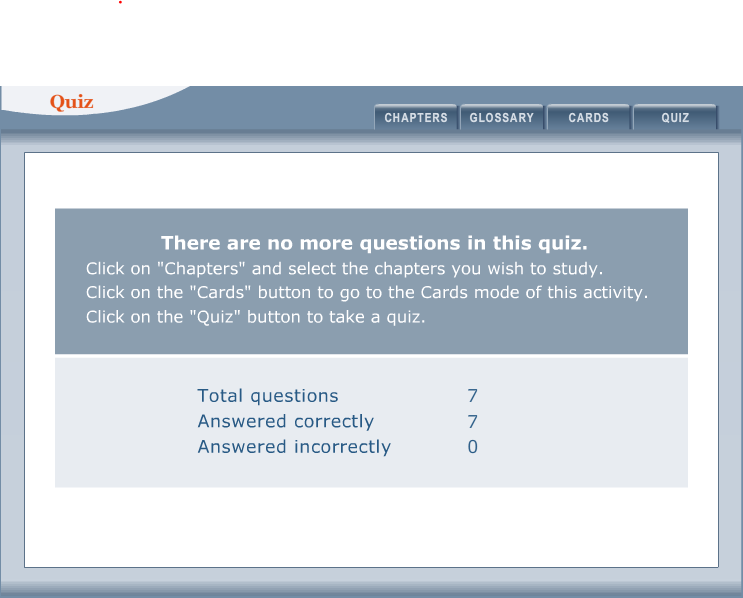 Quiz
CHAPTERS GLOSSARY CARDS QUIZ
There are no more questions in this quiz.
Click on "Chapters" and select the chapters you wish to study.
Click on the "Cards" button to go to the Cards mode of this activity.
Click on the "Quiz" button to take a quiz.
Total questions 7
Answered correctly 7
Answered incorrectly 0